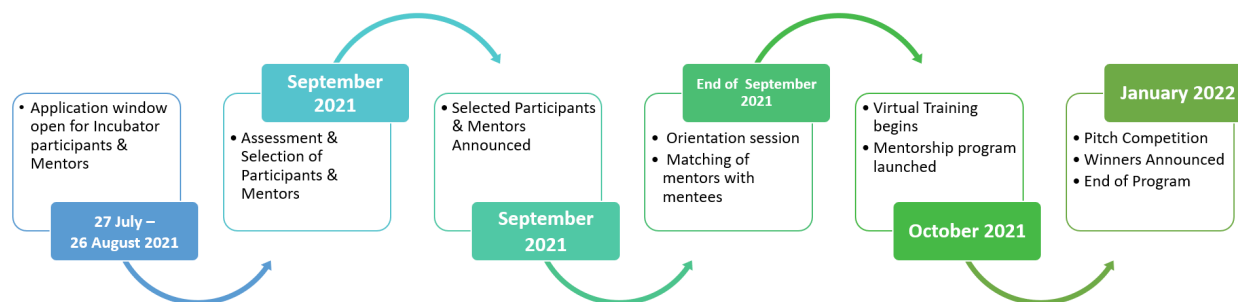 • Application window
open for Incubator
participants &
Mentors
27 July –
26 August 2021
September
2021
• Assessment &
Selection of
Participants &
Mentors
• Selected Participants
& Mentors
Announced
September
2021
End of  September
2021
• Orientation session
• Matching of
mentors with
mentees
• Virtual Training
begins
• Mentorship program
launched
October 2021
January 2022
• Pitch Competition
• Winners Announced
• End of Program